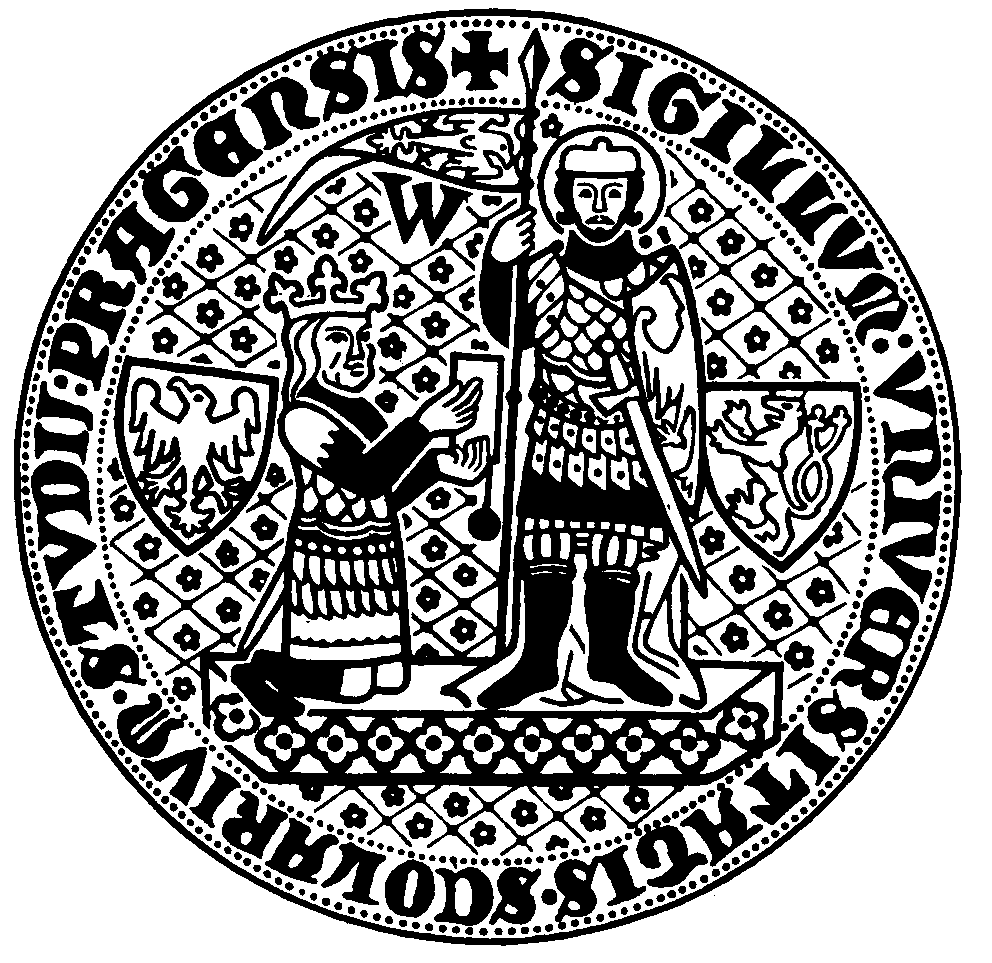 ✚ SIGILLVM : VNIVERSITATIS · SCOLARIVM · STVDII : PRAGENSIS
W